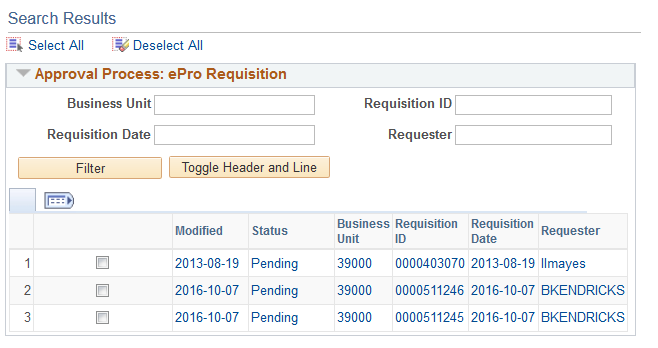 Search Results
Select All Deselect All
Approval Process: ePro Requisition
Business Unit Requisition ID
Requisition Date Requester
Filter Toggle Header and Line
Modified Status Business Unit Requisition ID Requisition Date Requester
1 2013-08-19 Pending 39000 0000403070 2013-08-19 llmayes
2 2016-10-07 Pending 39000 0000511246 2016-10-07 BKENDRICKS
3 2016-10-07 Pending 39000 0000511245 2016-10-07 BKENDRICKS